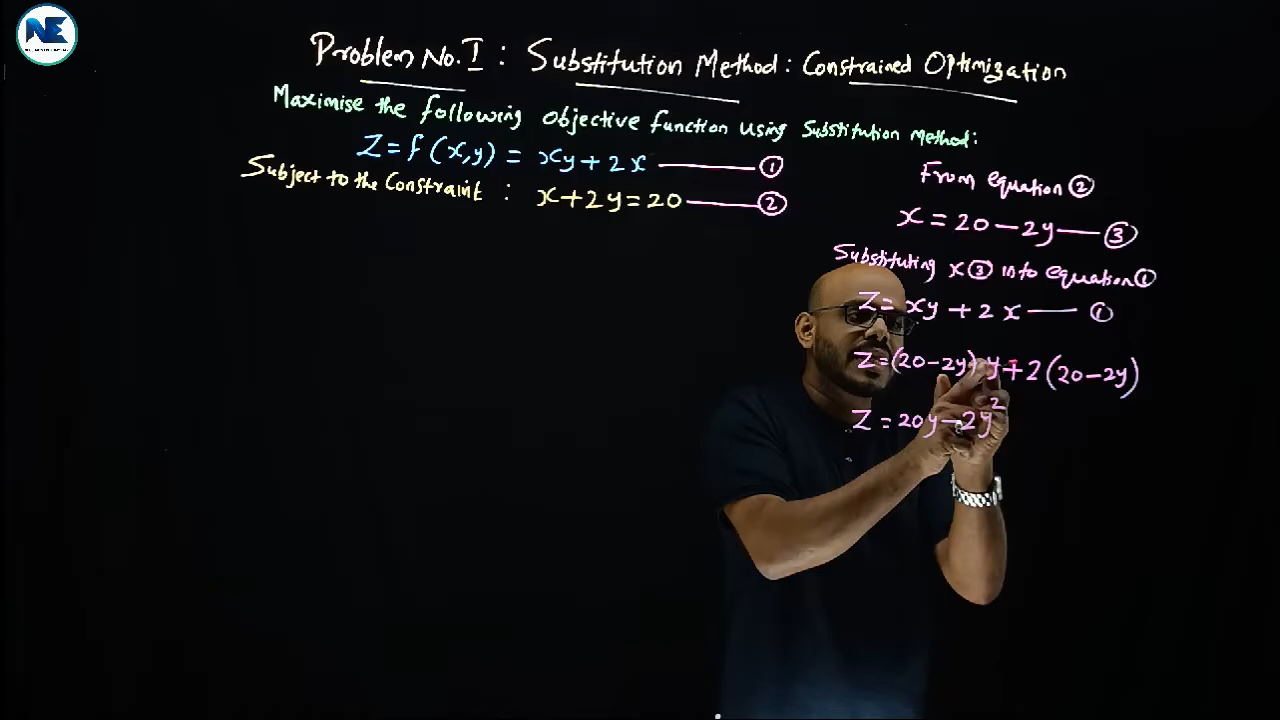 NE
Problem No. I : Substitution Method : Constrained Optimization
Maximise the following objective function using Substitution Method:
Z = f (x,y) = xy + 2x ——— ①
Subject to the Constraint : x + 2y = 20 ——— ②
From equation ②
x = 20 – 2y —— ③
Substituting x ③ into equation ①
Z = xy + 2x —— ①
Z = (20 – 2y) y + 2 (20 – 2y)
Z = 20y – 2y²